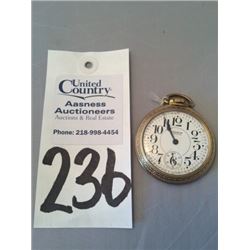 United
Country
Aasness
Auctioneers
Auctions & Real Estate
Phone: 218-998-4454
236